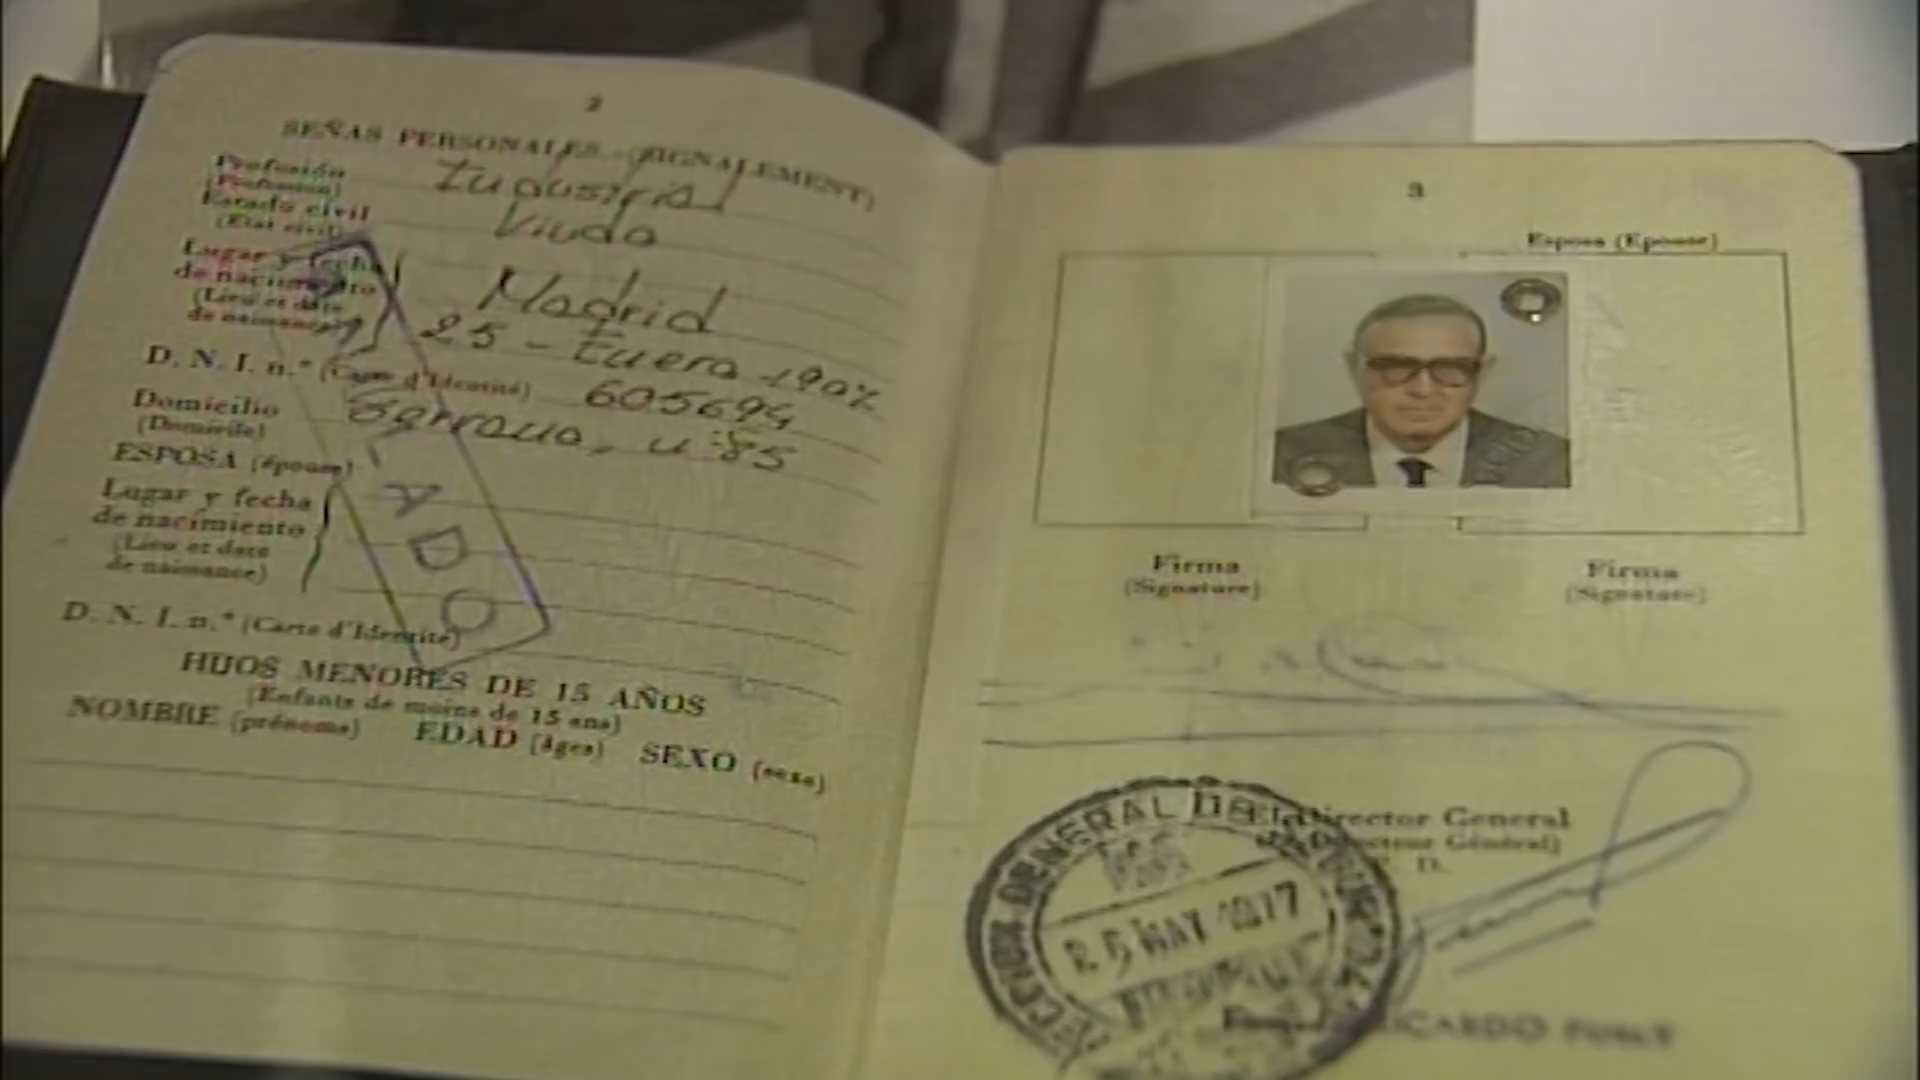 2
SEÑAS PERSONALES (SIGNALEMENT)
Profesión Industrial
(Profession)
Estado civil Viudo
(Etat civil)
Lugar y fecha
de nacimiento Madrid
(Lieu et date
de naissance) 25 - Enero - 1907
D. N. I. n.º (Carte d'Identité) 605694
Domicilio Serrano, n.º 85
(Domicile)
ESPOSA (épouse)
Lugar y fecha
de nacimiento
(Lieu et date
de naissance)
D. N. I. n.º (Carte d'Identité)
ADO
HIJOS MENORES DE 15 AÑOS
(Enfants de moins de 15 ans)
NOMBRE (prénoms) EDAD (âges) SEXO (sexe)
3
Esposa (Epouse)
Firma Firma
(Signature) (Signature)
El Director General
General)
GENERAL DE
25 MAY 1977
RICARDO